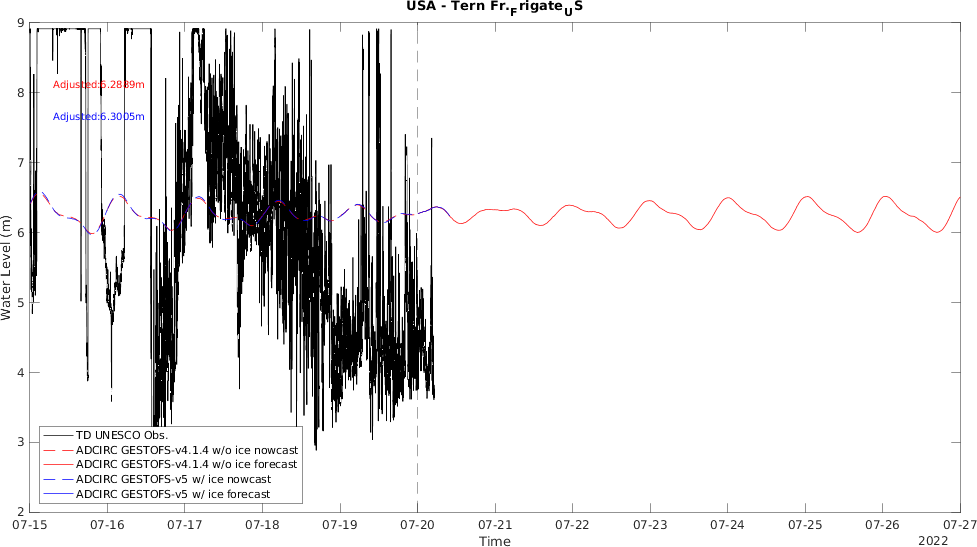 USA - Tern Fr.FrigateUS
9
8
7
6
5
4
3
2
Water Level (m)
Adjusted:6.2889m
Adjusted:6.3005m
TD UNESCO Obs.
ADCIRC GESTOFS-v4.1.4 w/o ice nowcast
ADCIRC GESTOFS-v4.1.4 w/o ice forecast
ADCIRC GESTOFS-v5 w/ ice nowcast
ADCIRC GESTOFS-v5 w/ ice forecast
07-15 07-16 07-17 07-18 07-19 07-20 07-21 07-22 07-23 07-24 07-25 07-26 07-27
Time
2022